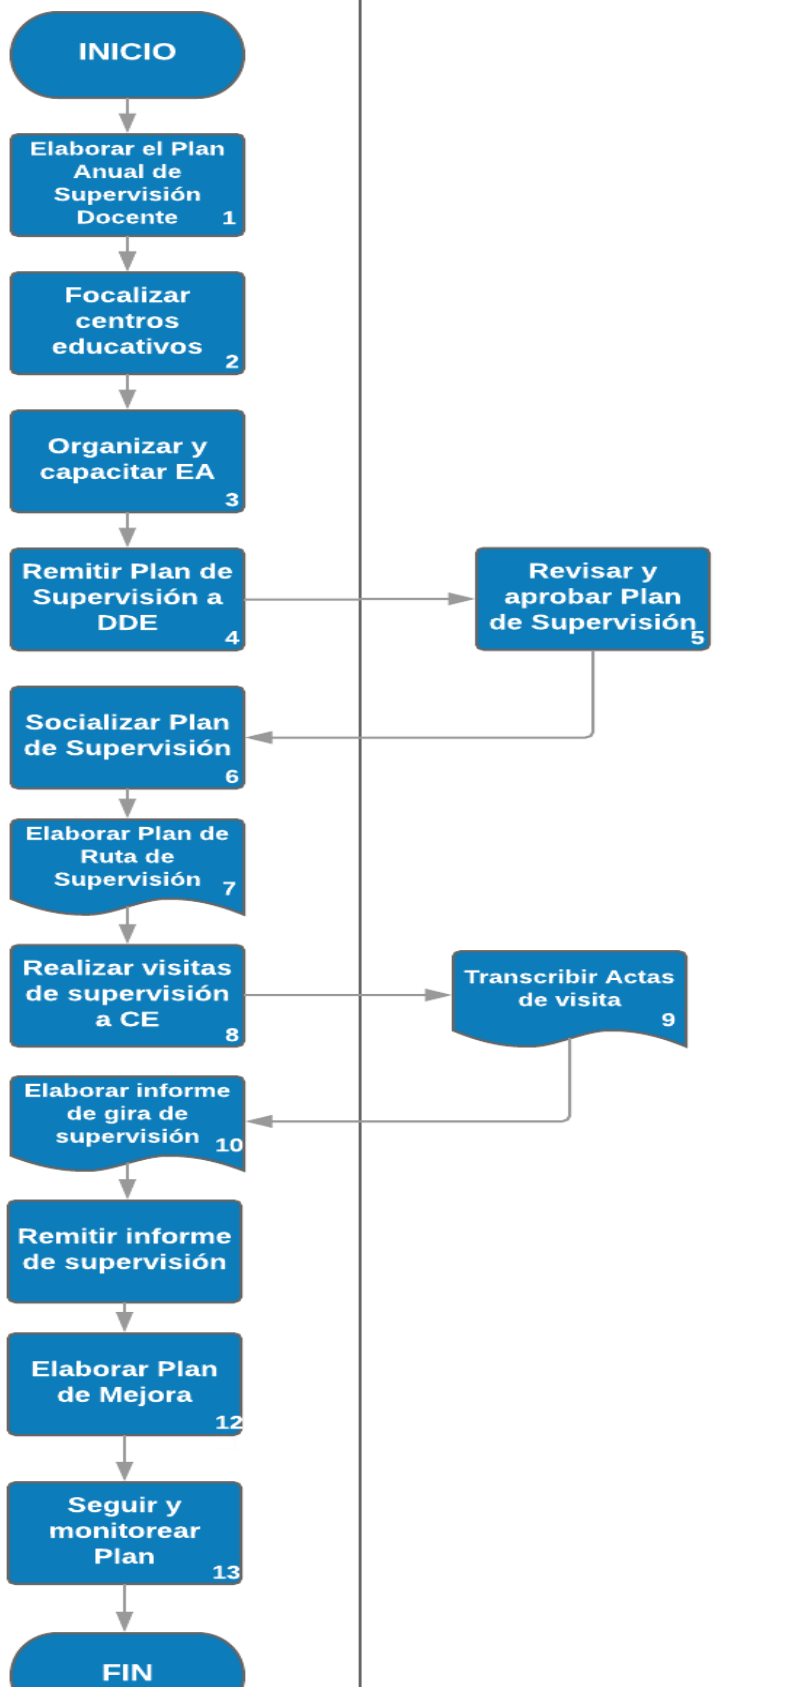 INICIO
Elaborar el Plan
Anual de
Supervisión
Docente
1
Focalizar
centros
educativos
2
Organizar y
capacitar EA
3
Remitir Plan de
Supervisión a
DDE
4
Revisar y
aprobar Plan
de Supervisión
5
Socializar Plan
de Supervisión
6
Elaborar Plan de
Ruta de
Supervisión
7
Realizar visitas
de supervisión
a CE
8
Transcribir Actas
de visita
9
Elaborar informe
de gira de
supervisión
10
Remitir informe
de supervisión
Elaborar Plan
de Mejora
12
Seguir y
monitorear
Plan
13
FIN